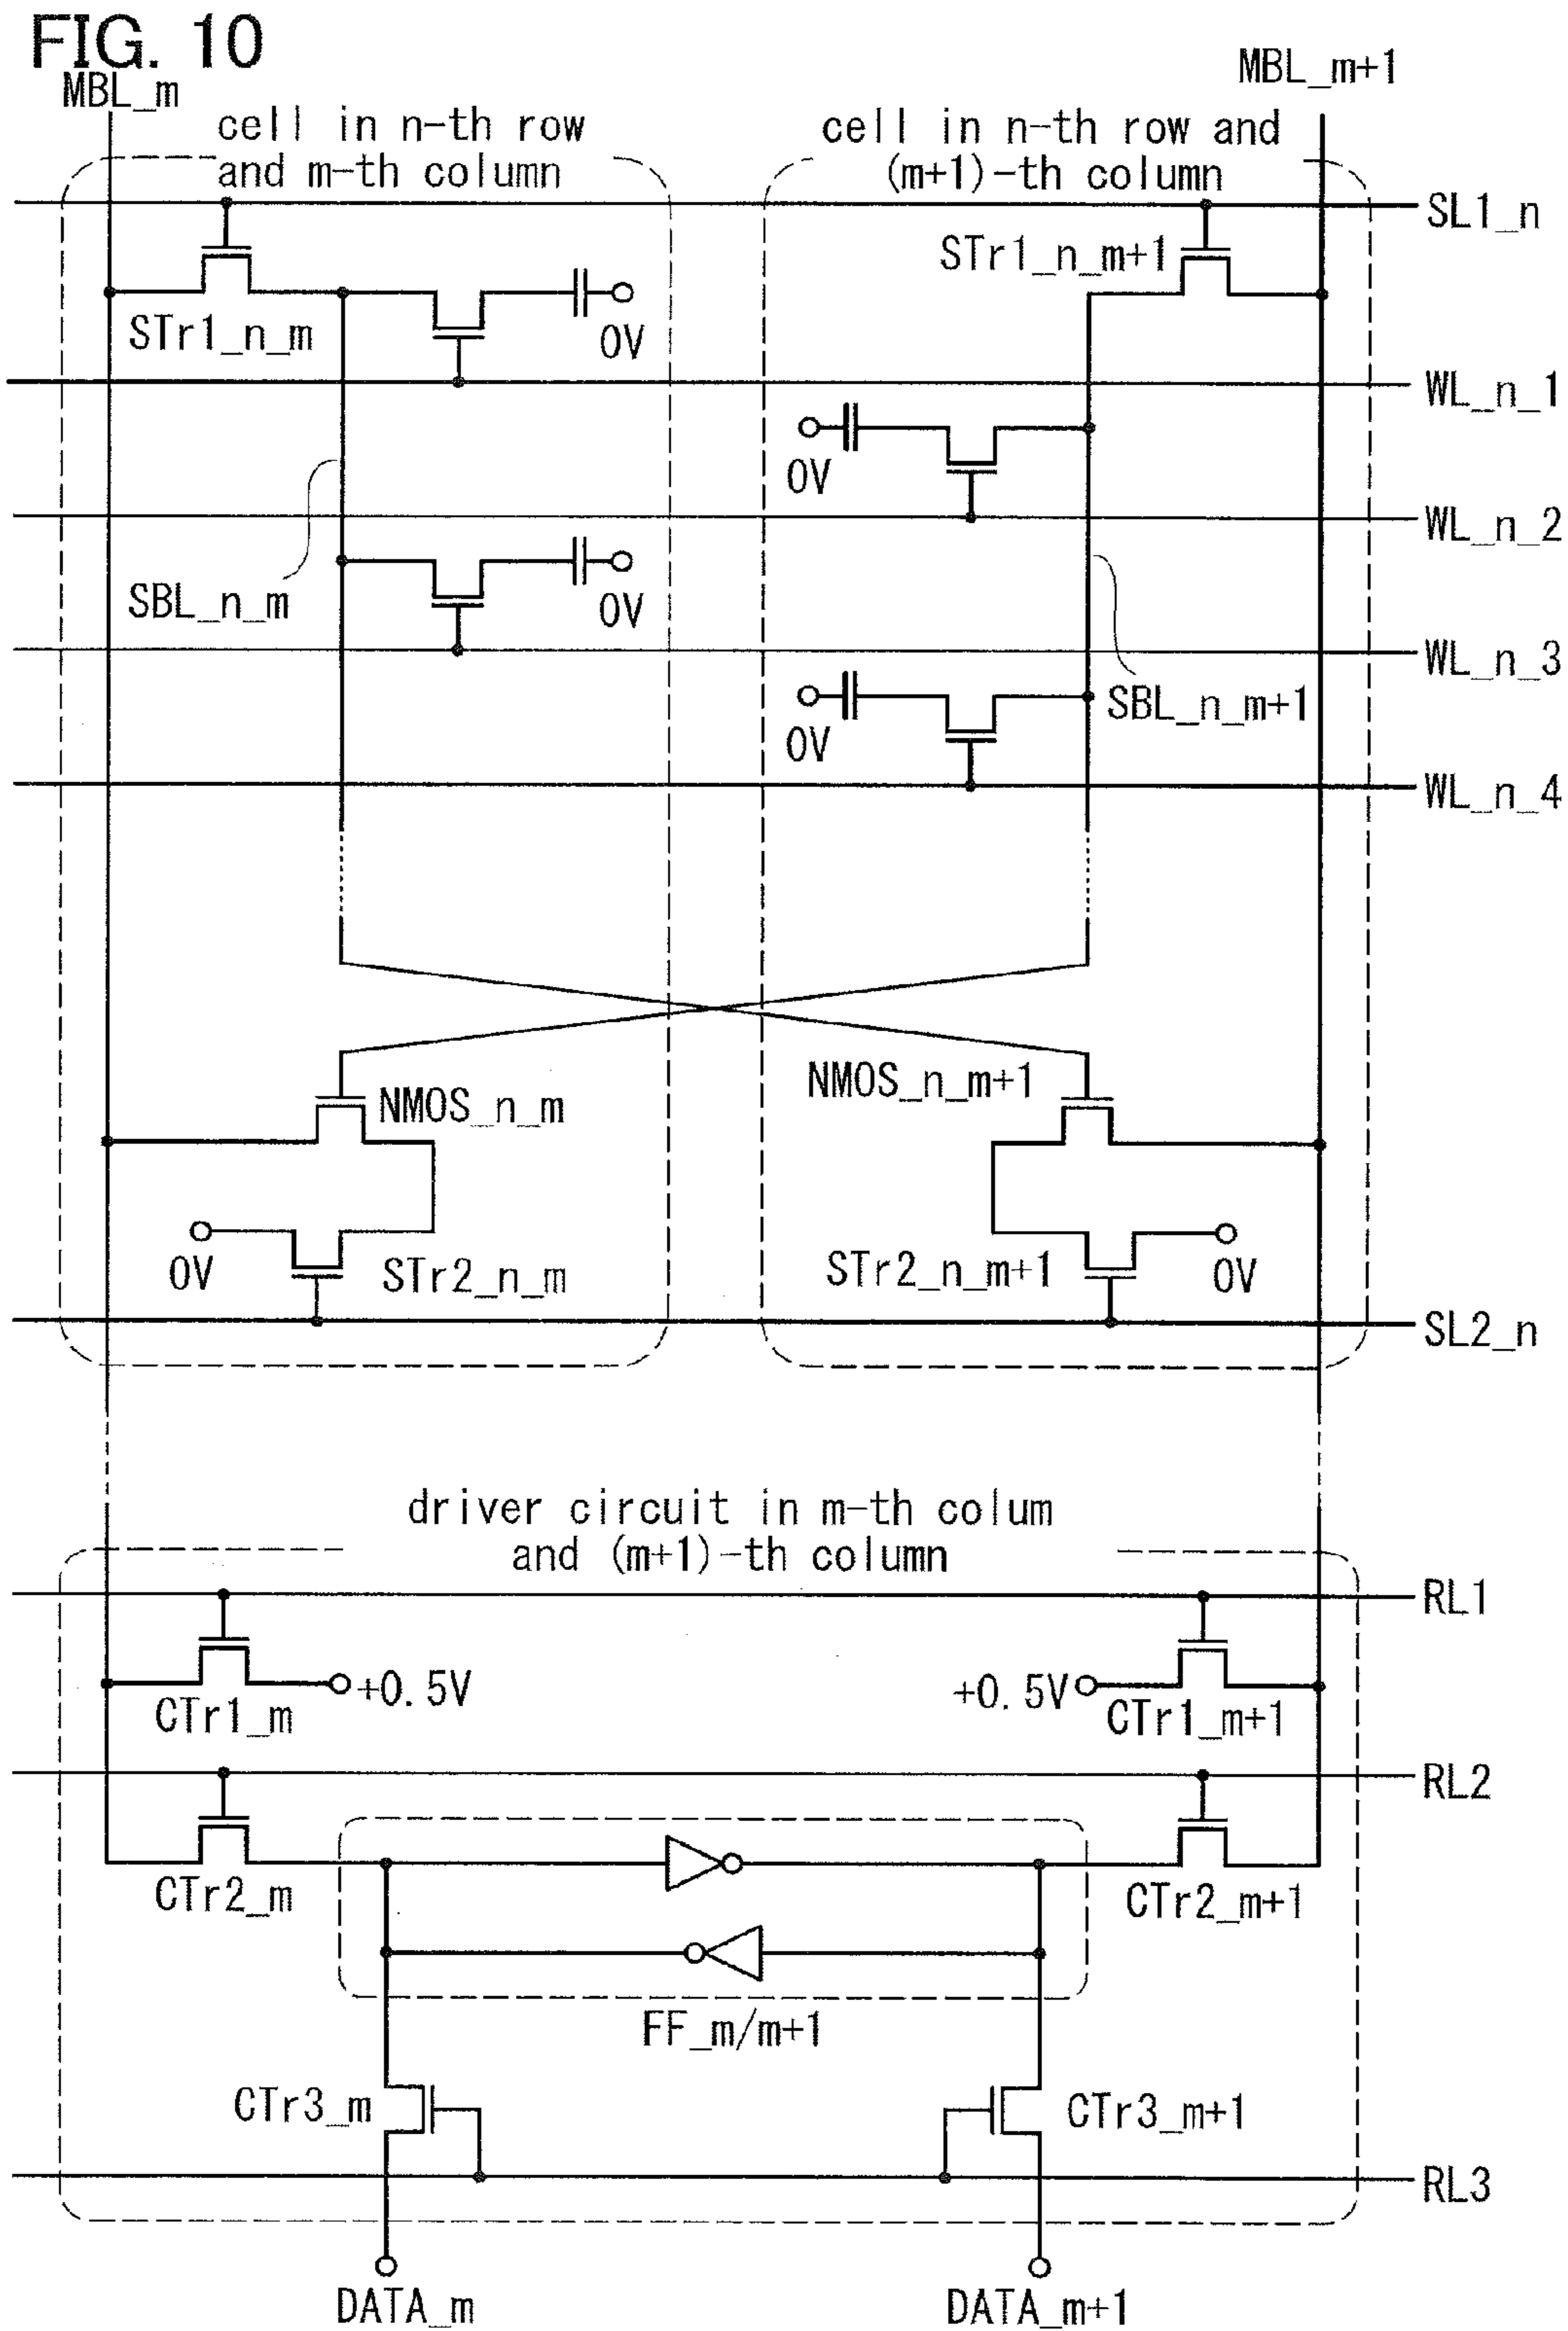 FIG. 10
MBL_m
MBL_m+1
cell in n-th row
and m-th column
cell in n-th row and
(m+1)-th column
SL1_n
STr1_n_m+1
STr1_n_m
0V
WL_n_1
0V
WL_n_2
SBL_n_m
0V
WL_n_3
SBL_n_m+1
0V
WL_n_4
NMOS_n_m
NMOS_n_m+1
0V
STr2_n_m
STr2_n_m+1
0V
SL2_n
driver circuit in m-th colum
and (m+1)-th column
RL1
+0.5V
+0.5V
CTr1_m
CTr1_m+1
RL2
CTr2_m
CTr2_m+1
FF_m/m+1
CTr3_m
CTr3_m+1
RL3
DATA_m
DATA_m+1